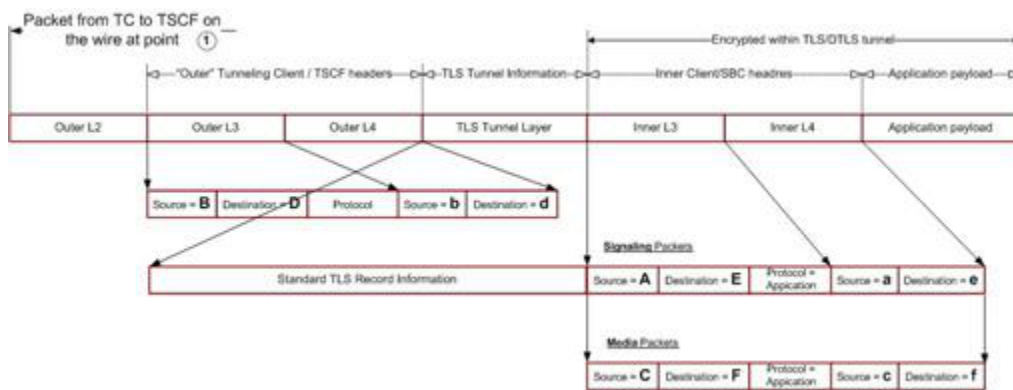 Packet from TC to TSCF on
the wire at point 1
Encrypted within TLS/DTLS tunnel
"Outer" Tunneling Client / TSCF headers
TLS Tunnel Information
Inner Client/SBC headres
Application payload
Outer L2
Outer L3
Outer L4
TLS Tunnel Layer
Inner L3
Inner L4
Application payload
Source = B
Destination = D
Protocol
Source = b
Destination = d
Signaling Packets
Standard TLS Record Information
Source = A
Destination = E
Protocol =
Appication
Source = a
Destination = e
Media Packets
Source = C
Destination = F
Protocol =
Appication
Source = c
Destination = f